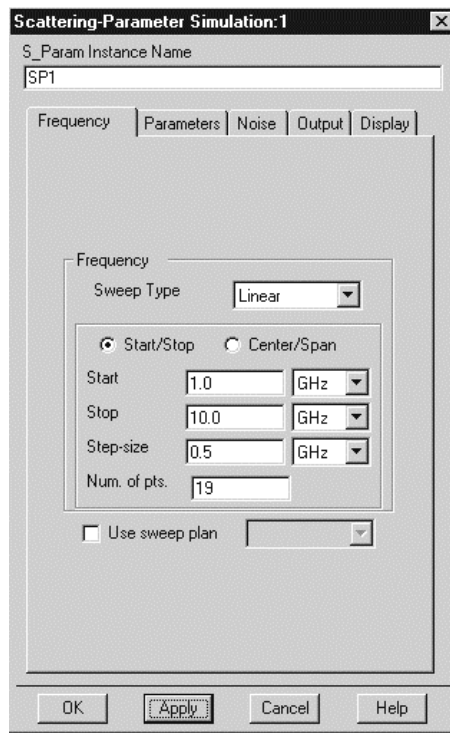 Scattering-Parameter Simulation:1
S_Param Instance Name
SP1
Frequency Parameters Noise Output Display
Frequency
Sweep Type Linear
Start/Stop Center/Span
Start 1.0 GHz
Stop 10.0 GHz
Step-size 0.5 GHz
Num. of pts. 19
Use sweep plan
OK Apply Cancel Help